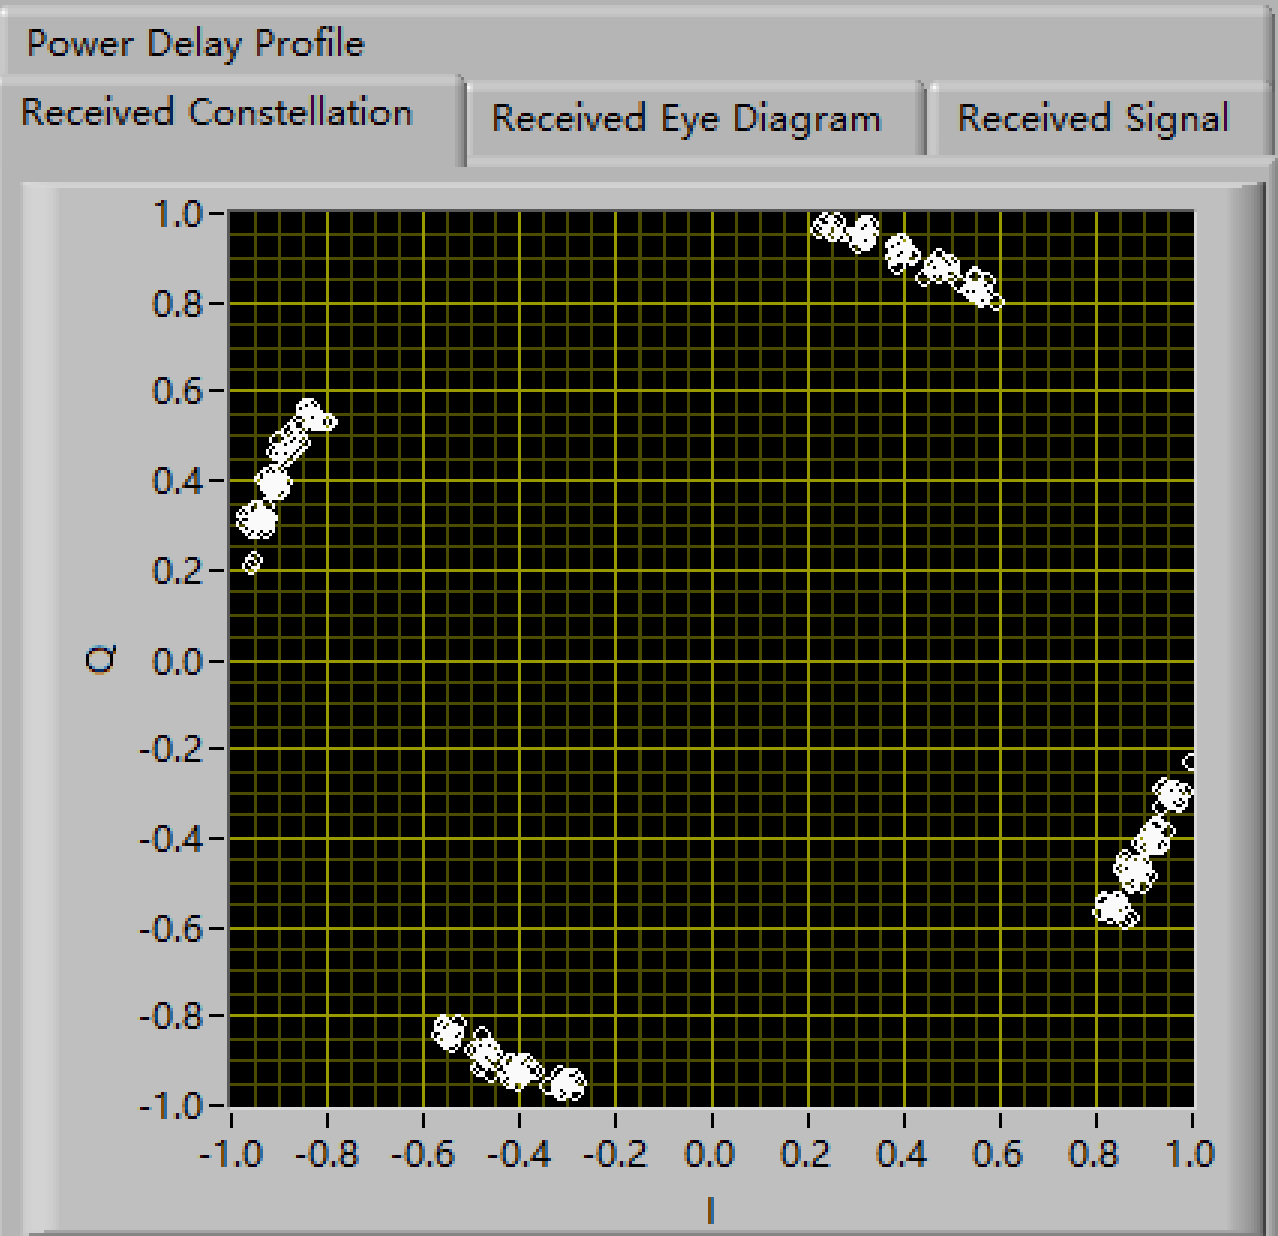 Power Delay Profile
Received Constellation
Received Eye Diagram
Received Signal
1.0
0.8
0.6
0.4
0.2
0.0
-0.2
-0.4
-0.6
-0.8
-1.0
Q
-1.0 -0.8 -0.6 -0.4 -0.2 0.0 0.2 0.4 0.6 0.8 1.0
I